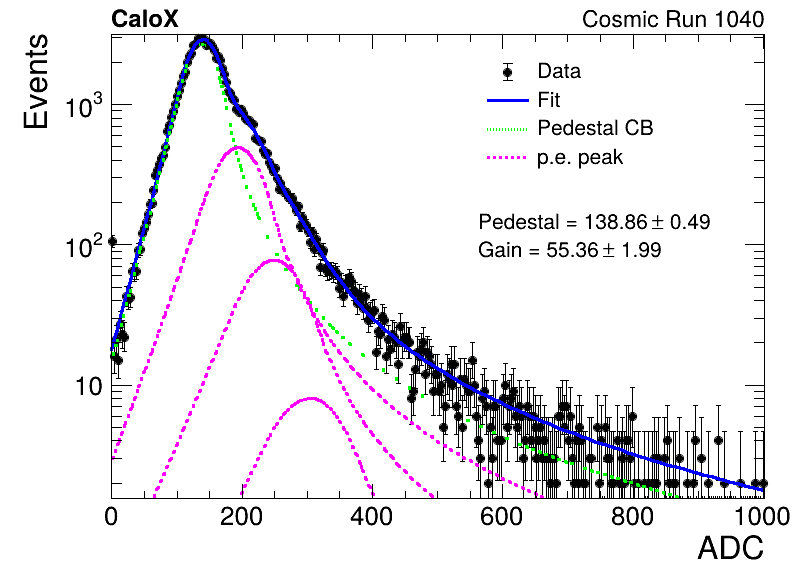 CaloX Cosmic Run 1040
Events
Data
Fit
Pedestal CB
p.e. peak
Pedestal = 138.86 ± 0.49
Gain = 55.36 ± 1.99
10³
10²
10
0 200 400 600 800 1000
ADC